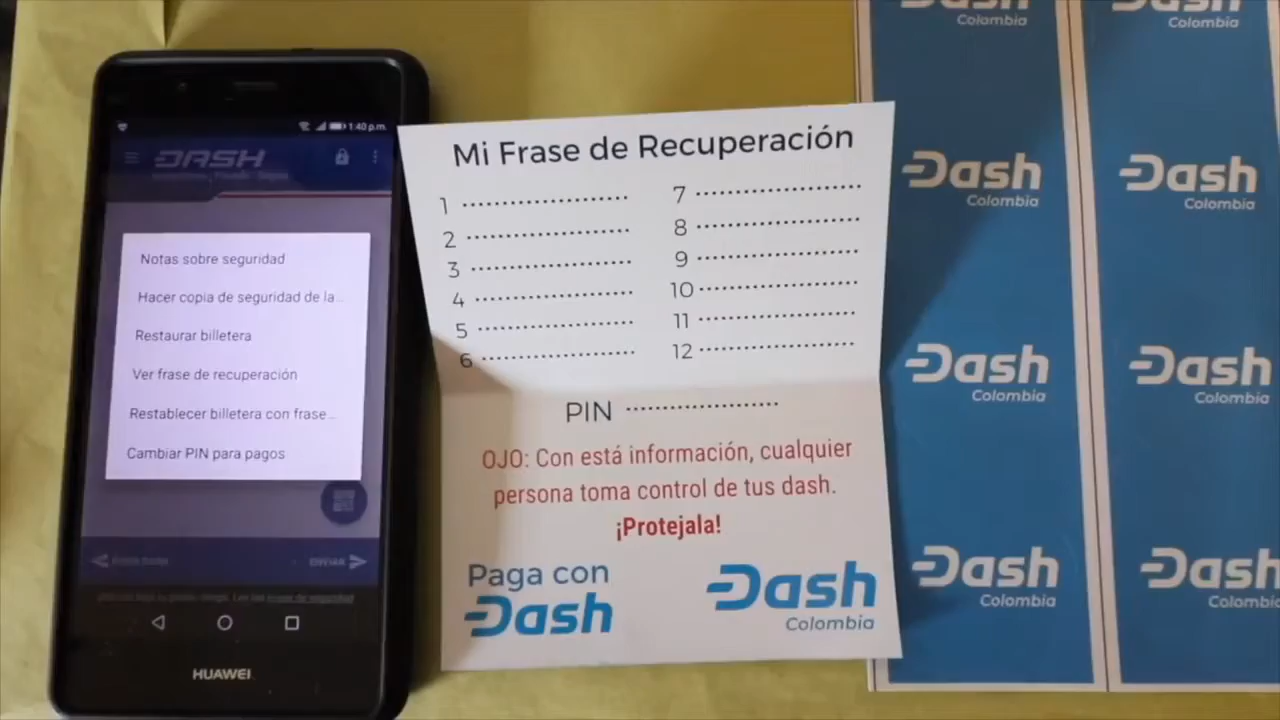 1:40 p.m.
DASH
Notas sobre seguridad
Hacer copia de seguridad de la...
Restaurar billetera
Ver frase de recuperación
Restablecer billetera con frase...
Cambiar PIN para pagos
ENVIAR
HUAWEI
Mi Frase de Recuperación
1 ........................
2 ........................
3 ........................
4 ........................
5 ........................
6 ........................
7 ........................
8 ........................
9 ........................
10 ........................
11 ........................
12 ........................
PIN ........................
OJO: Con está información, cualquier
persona toma control de tus dash.
¡Protejala!
Paga con
Dash
Dash
Colombia
Dash
Colombia
Dash
Colombia
Dash
Colombia
Dash
Colombia
Dash
Colombia
Dash
Colombia
Dash
Colombia
Dash
Colombia